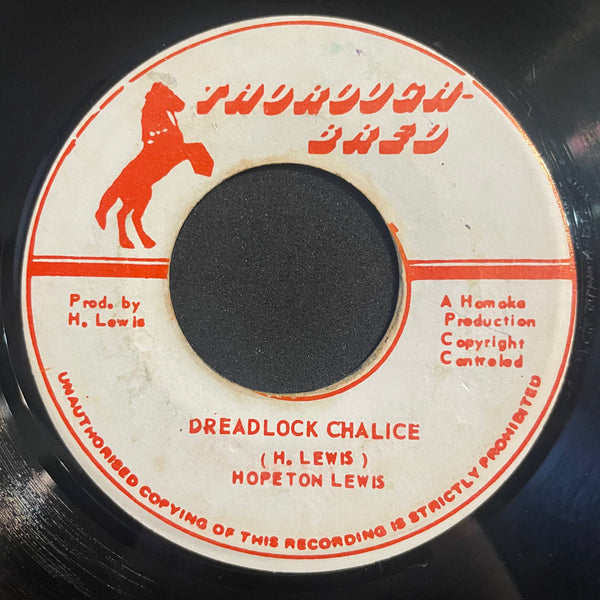 THOROUGH-
BRED
Prod. by
H. Lewis
A Hemoke
Production
Copyright
Controled
DREADLOCK CHALICE
( H. LEWIS )
HOPETON LEWIS
UNAUTHORISED COPYING OF THIS RECORDING IS STRICTLY PROHIBITED